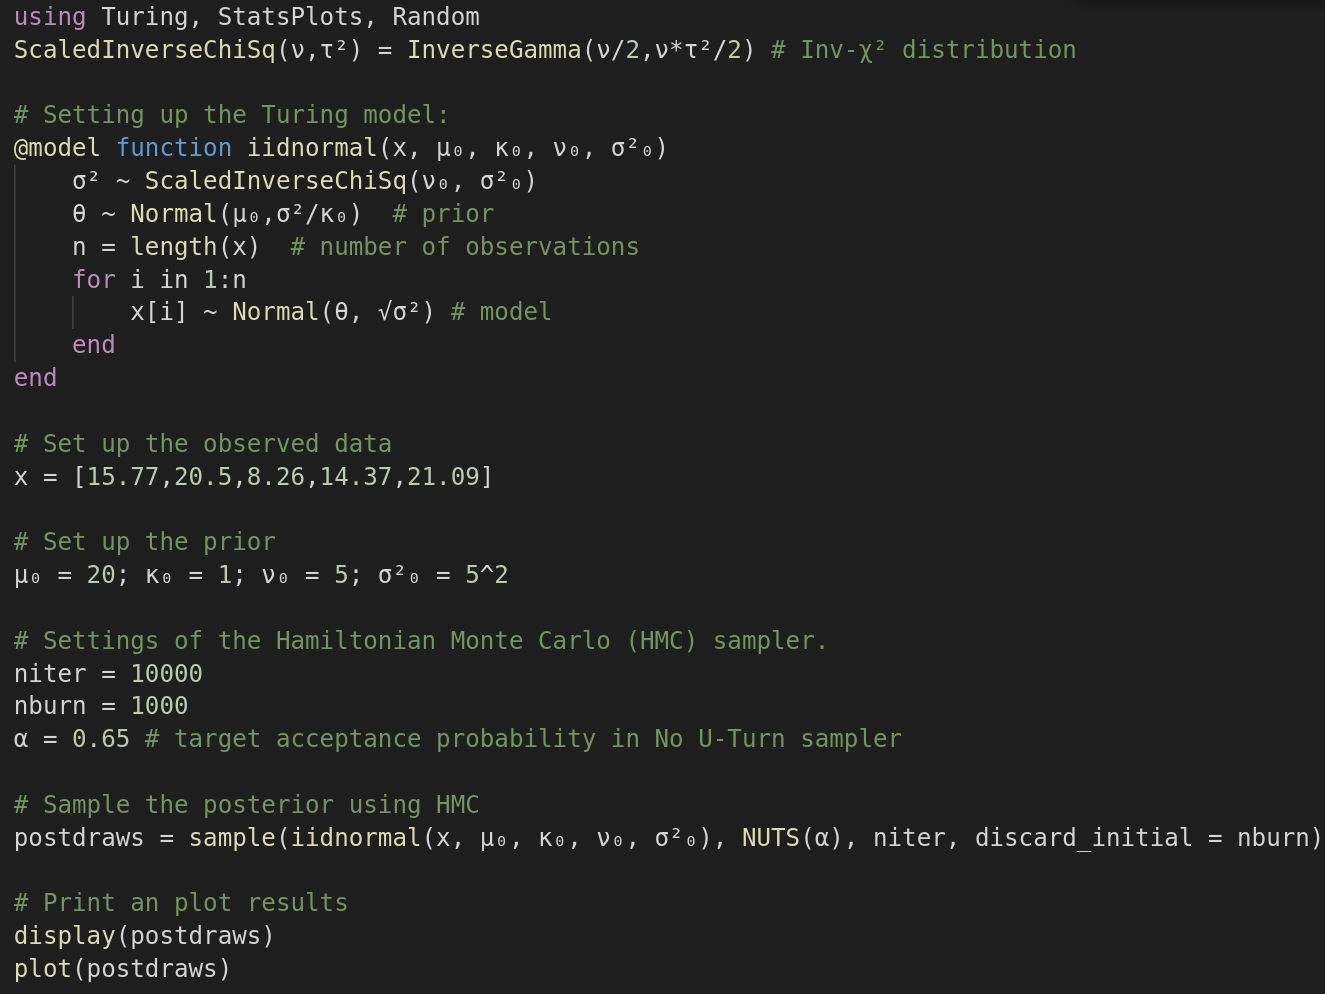 using Turing, StatsPlots, Random
ScaledInverseChiSq(ν,τ²) = InverseGamma(ν/2,ν*τ²/2) # Inv-χ² distribution

# Setting up the Turing model:
@model function iidnormal(x, μ₀, κ₀, ν₀, σ²₀)
    σ² ~ ScaledInverseChiSq(ν₀, σ²₀)
    θ ~ Normal(μ₀,σ²/κ₀)  # prior
    n = length(x)  # number of observations
    for i in 1:n
        x[i] ~ Normal(θ, √σ²) # model
    end
end

# Set up the observed data
x = [15.77,20.5,8.26,14.37,21.09]

# Set up the prior
μ₀ = 20; κ₀ = 1; ν₀ = 5; σ²₀ = 5^2

# Settings of the Hamiltonian Monte Carlo (HMC) sampler.
niter = 10000
nburn = 1000
α = 0.65 # target acceptance probability in No U-Turn sampler

# Sample the posterior using HMC
postdraws = sample(iidnormal(x, μ₀, κ₀, ν₀, σ²₀), NUTS(α), niter, discard_initial = nburn)

# Print an plot results
display(postdraws)
plot(postdraws)